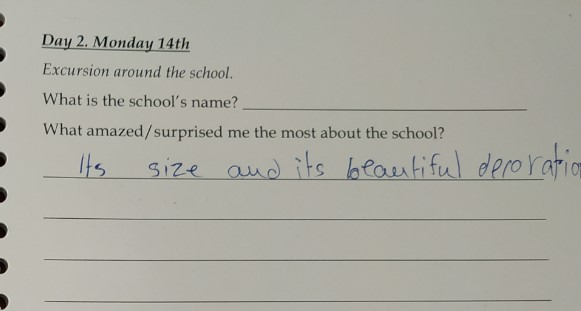 Day 2. Monday 14th
Excursion around the school.
What is the school's name?
What amazed/surprised me the most about the school?
Its size and its beautiful